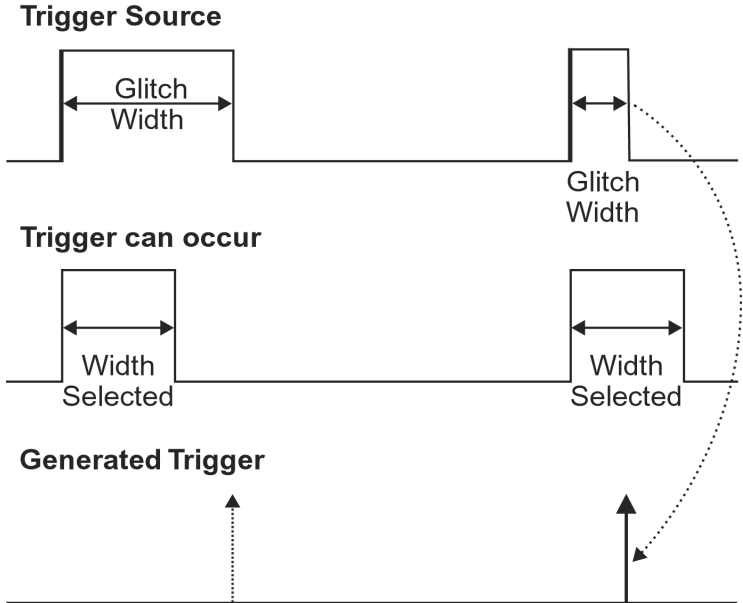 Trigger Source
Glitch
Width
Glitch
Width
Trigger can occur
Width
Selected
Width
Selected
Generated Trigger